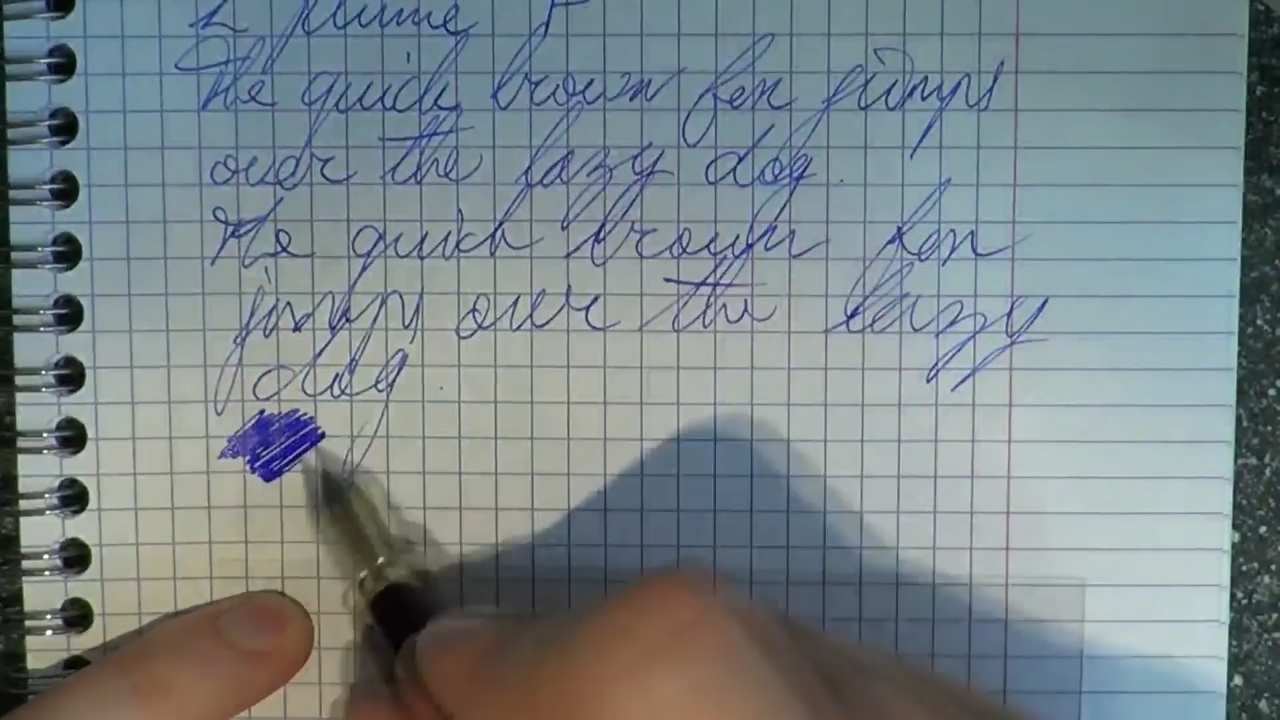 The quick brown fox jumps
over the lazy dog.
The quick brown fox
jumps over the lazy
dog.